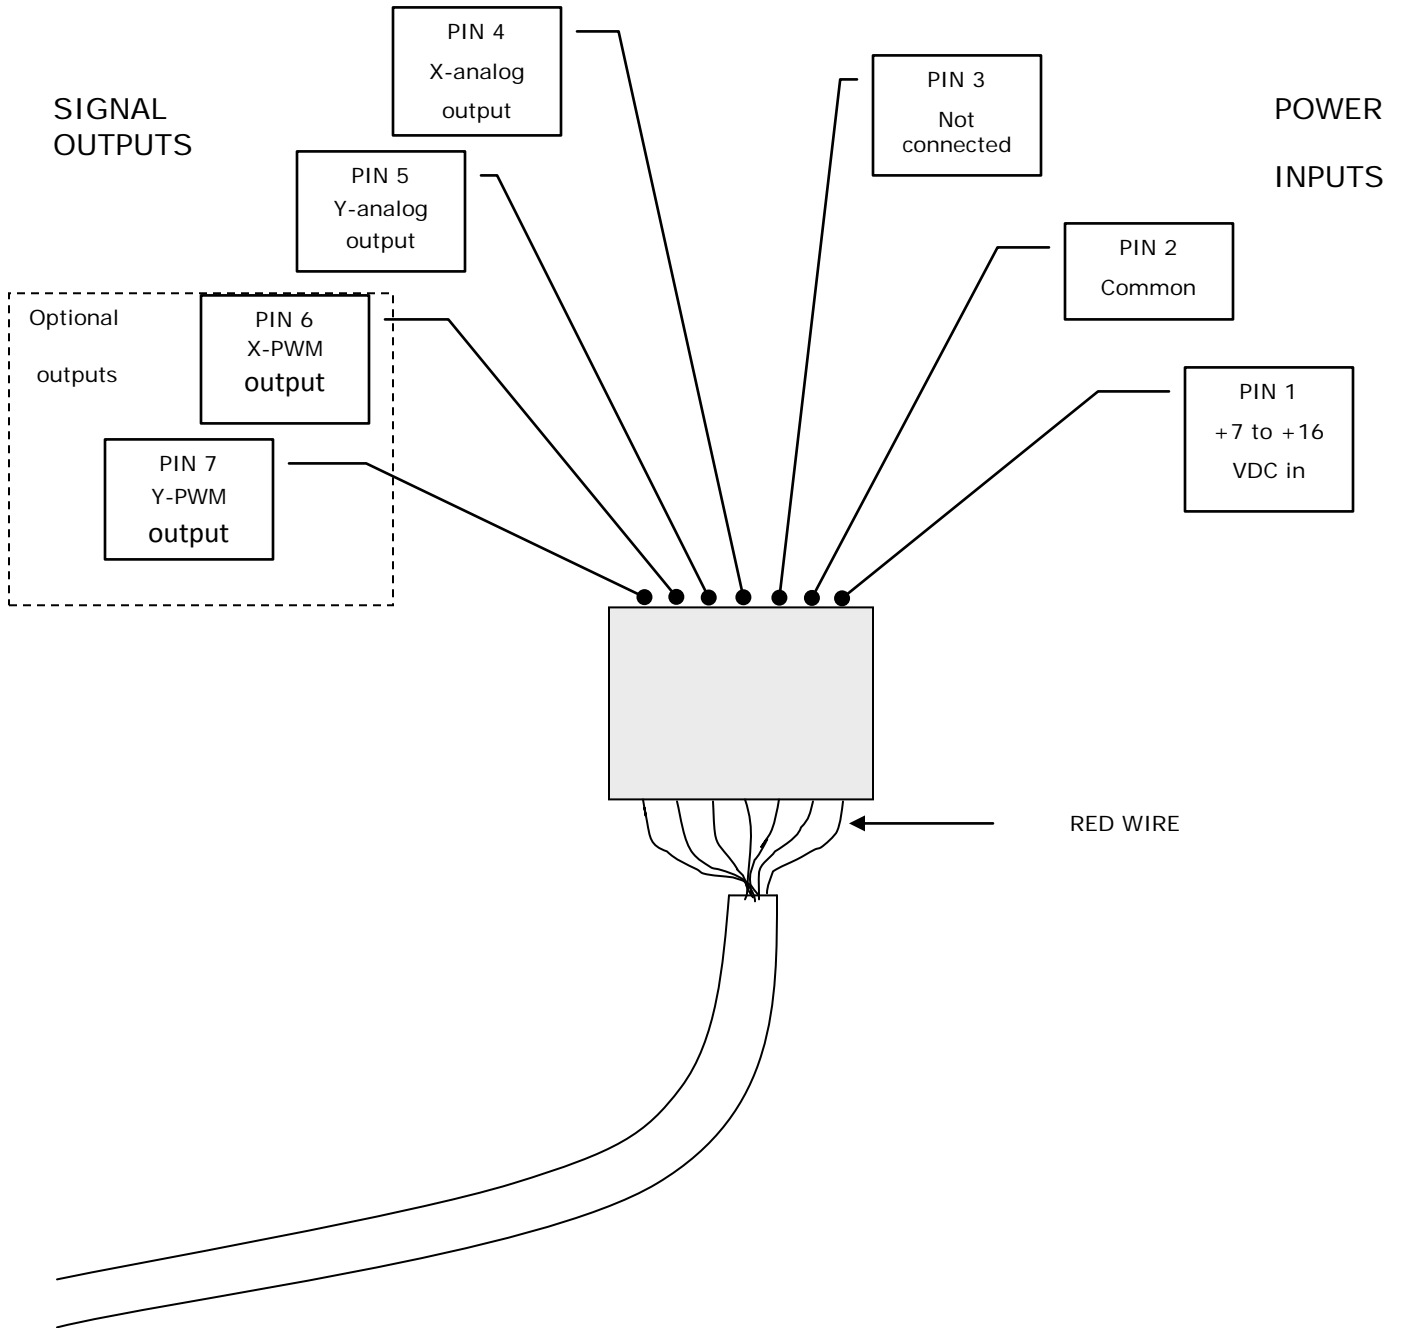 SIGNAL
OUTPUTS
PIN 4
X-analog
output
PIN 3
Not
connected
POWER
INPUTS
PIN 5
Y-analog
output
PIN 2
Common
Optional
outputs
PIN 6
X-PWM
output
PIN 1
+7 to +16
VDC in
PIN 7
Y-PWM
output
RED WIRE